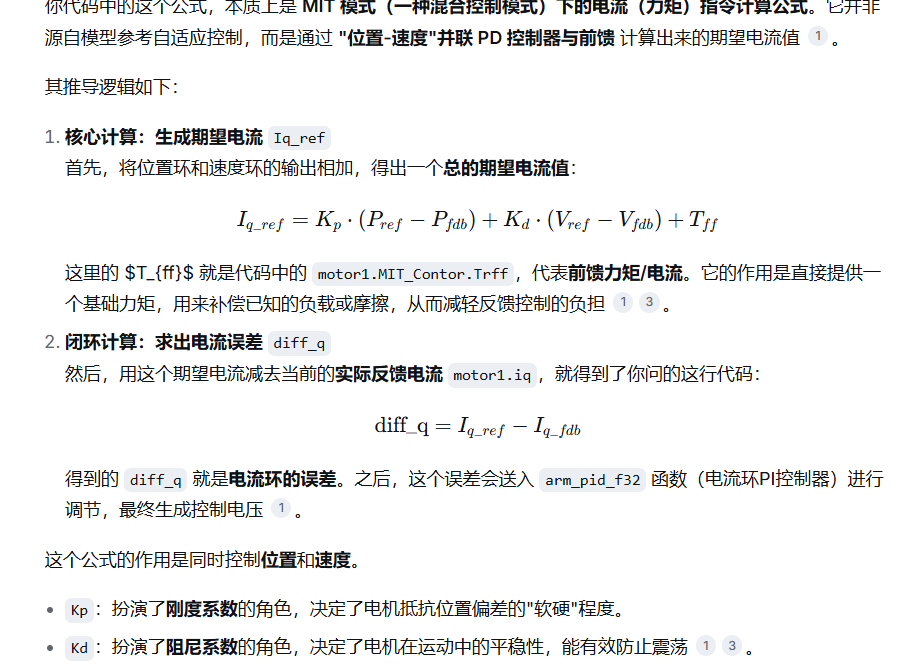 你代码中的这个公式，本质上是 MIT 模式（一种混合控制模式）下的电流（力矩）指令计算公式。它并非
源自模型参考自适应控制，而是通过 "位置-速度"并联 PD 控制器与前馈 计算出来的期望电流值 1 。
其推导逻辑如下：
1. 核心计算：生成期望电流 Iq_ref
首先，将位置环和速度环的输出相加，得出一个总的期望电流值：
I_{q\_ref} = K_p · (P_{ref} − P_{fdb}) + K_d · (V_{ref} − V_{fdb}) + T_{ff}
这里的 $T_{ff}$ 就是代码中的 motor1.MIT_Contor.Trff ，代表前馈力矩/电流。它的作用是直接提供一
个基础力矩，用来补偿已知的负载或摩擦，从而减轻反馈控制的负担 1 3 。
2. 闭环计算：求出电流误差 diff_q
然后，用这个期望电流减去当前的实际反馈电流 motor1.iq ，就得到了你问的这行代码：
diff_q = I_{q\_ref} − I_{q\_fdb}
得到的 diff_q 就是电流环的误差。之后，这个误差会送入 arm_pid_f32 函数（电流环PI控制器）进行
调节，最终生成控制电压 1 。
这个公式的作用是同时控制位置和速度。
• Kp ：扮演了刚度系数的角色，决定了电机抵抗位置偏差的"软硬"程度。
• Kd ：扮演了阻尼系数的角色，决定了电机在运动中的平稳性，能有效防止震荡 1 3 。